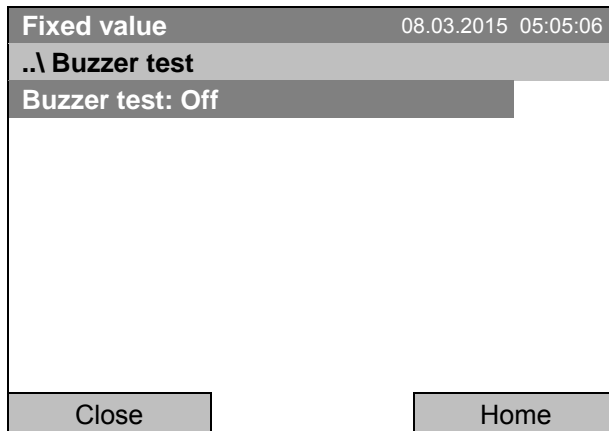 Fixed value 08.03.2015 05:05:06
..\ Buzzer test
Buzzer test: Off
Close Home